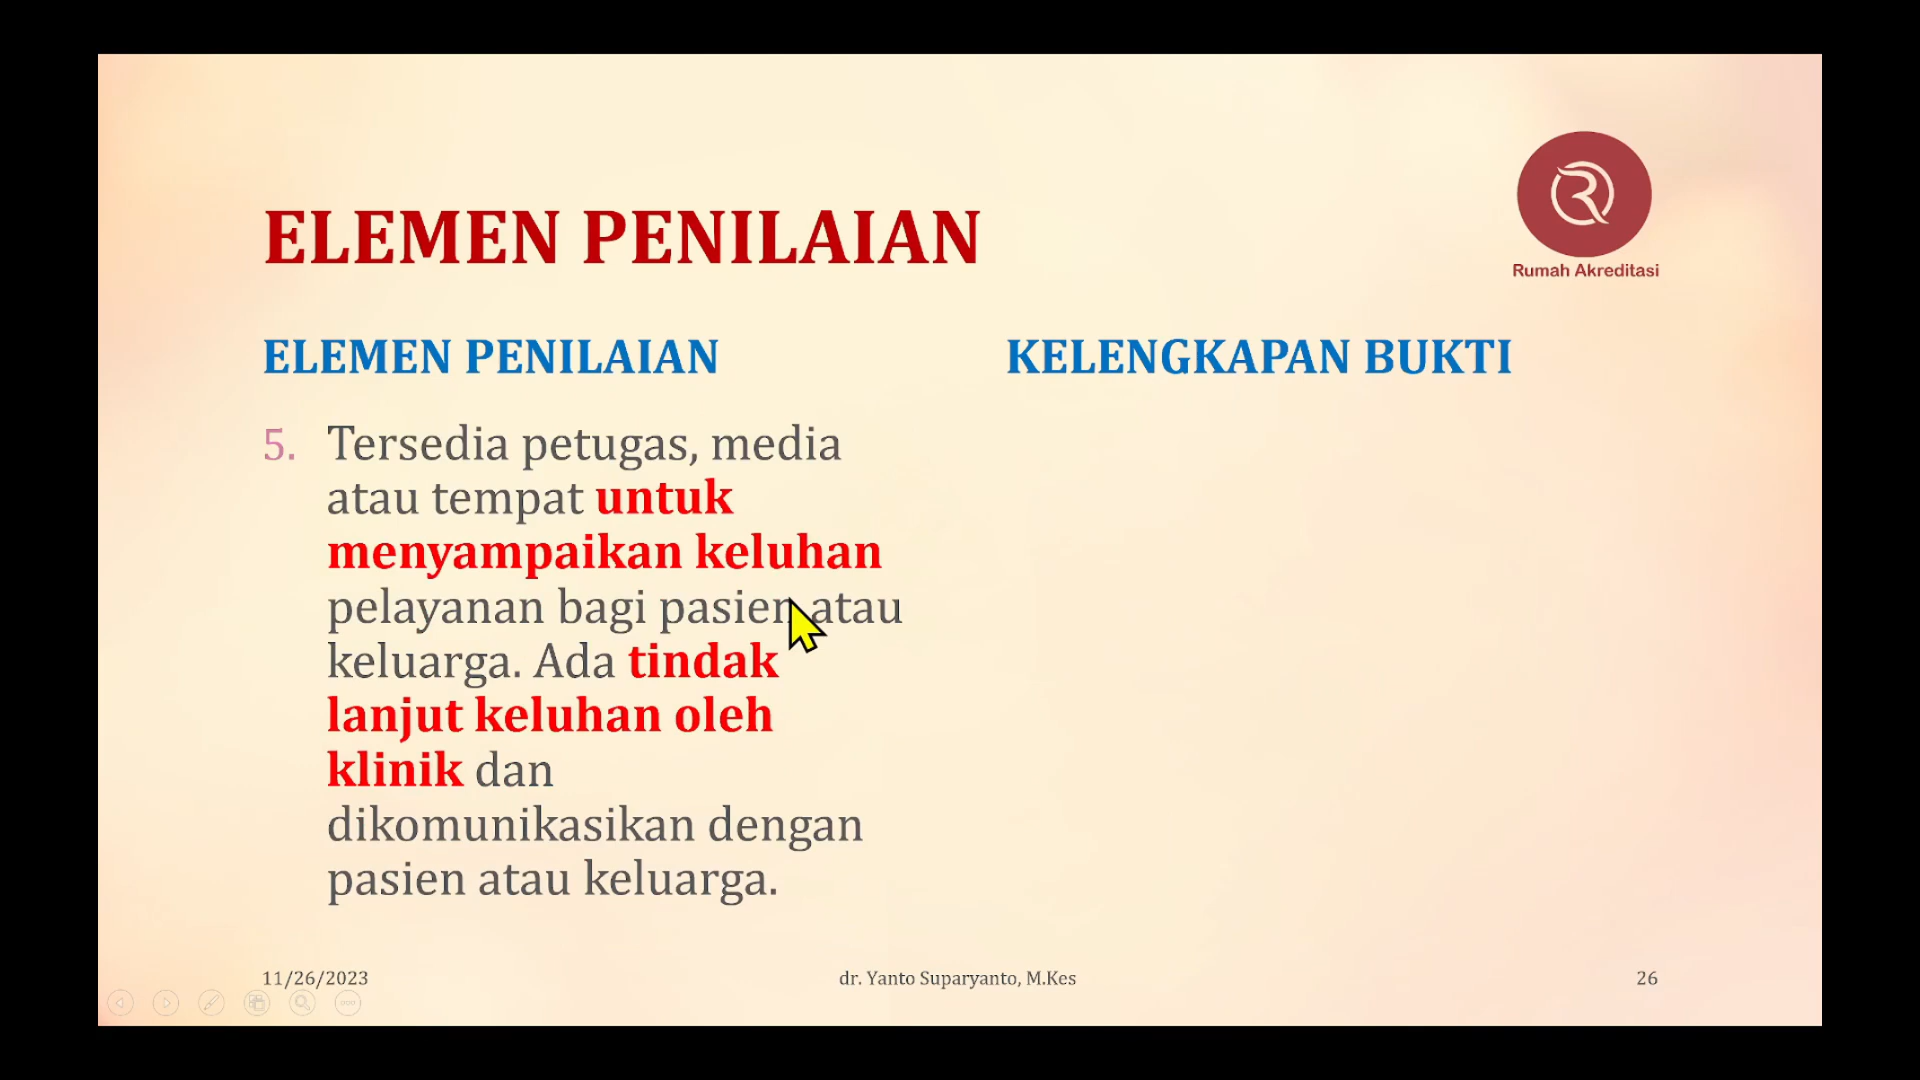 ELEMEN PENILAIAN
Rumah Akreditasi
ELEMEN PENILAIAN
KELENGKAPAN BUKTI
5. Tersedia petugas, media
atau tempat untuk
menyampaikan keluhan
pelayanan bagi pasien atau
keluarga. Ada tindak
lanjut keluhan oleh
klinik dan
dikomunikasikan dengan
pasien atau keluarga.
11/26/2023
dr. Yanto Suparyanto, M.Kes
26